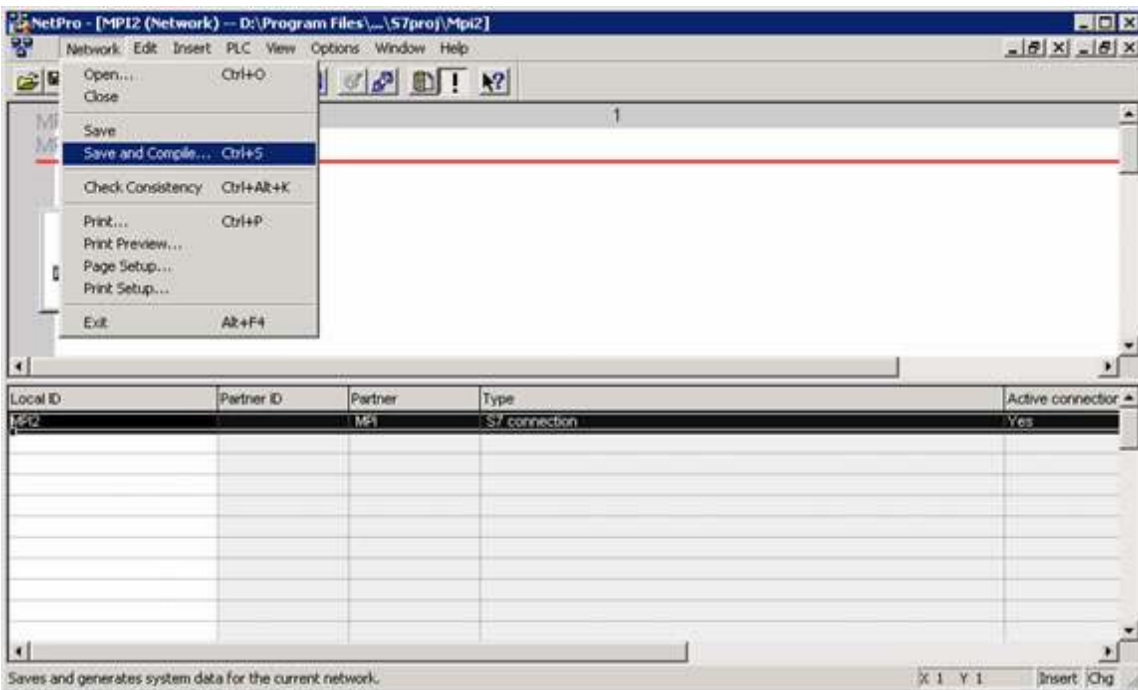 NetPro - [MPI2 (Network) -- D:\Program Files\...\S7proj\Mpi2]
Network Edit Insert PLC View Options Window Help
Open... Ctrl+O
Close
Save
Save and Compile... Ctrl+S
Check Consistency Ctrl+Alt+K
Print... Ctrl+P
Print Preview...
Page Setup...
Print Setup...
Exit Alt+F4
1
Local ID Partner ID Partner Type Active connection
MPI2 MPI S7 connection Yes
Saves and generates system data for the current network. X 1 Y 1 Insert Chg